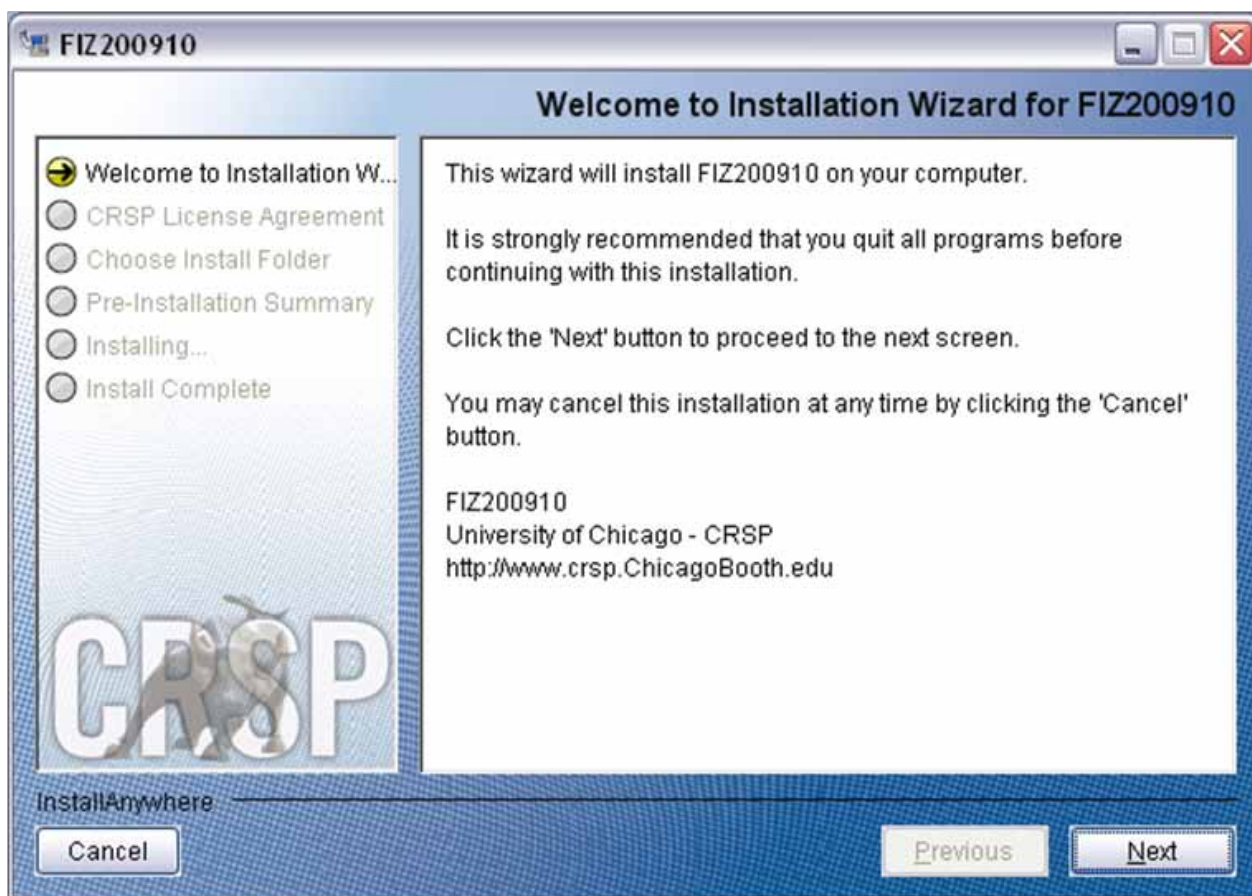 FIZ200910
Welcome to Installation Wizard for FIZ200910
Welcome to Installation W...
CRSP License Agreement
Choose Install Folder
Pre-Installation Summary
Installing...
Install Complete
CRSP
This wizard will install FIZ200910 on your computer.
It is strongly recommended that you quit all programs before
continuing with this installation.
Click the 'Next' button to proceed to the next screen.
You may cancel this installation at any time by clicking the 'Cancel'
button.
FIZ200910
University of Chicago - CRSP
http://www.crsp.ChicagoBooth.edu
InstallAnywhere
Cancel
Previous
Next